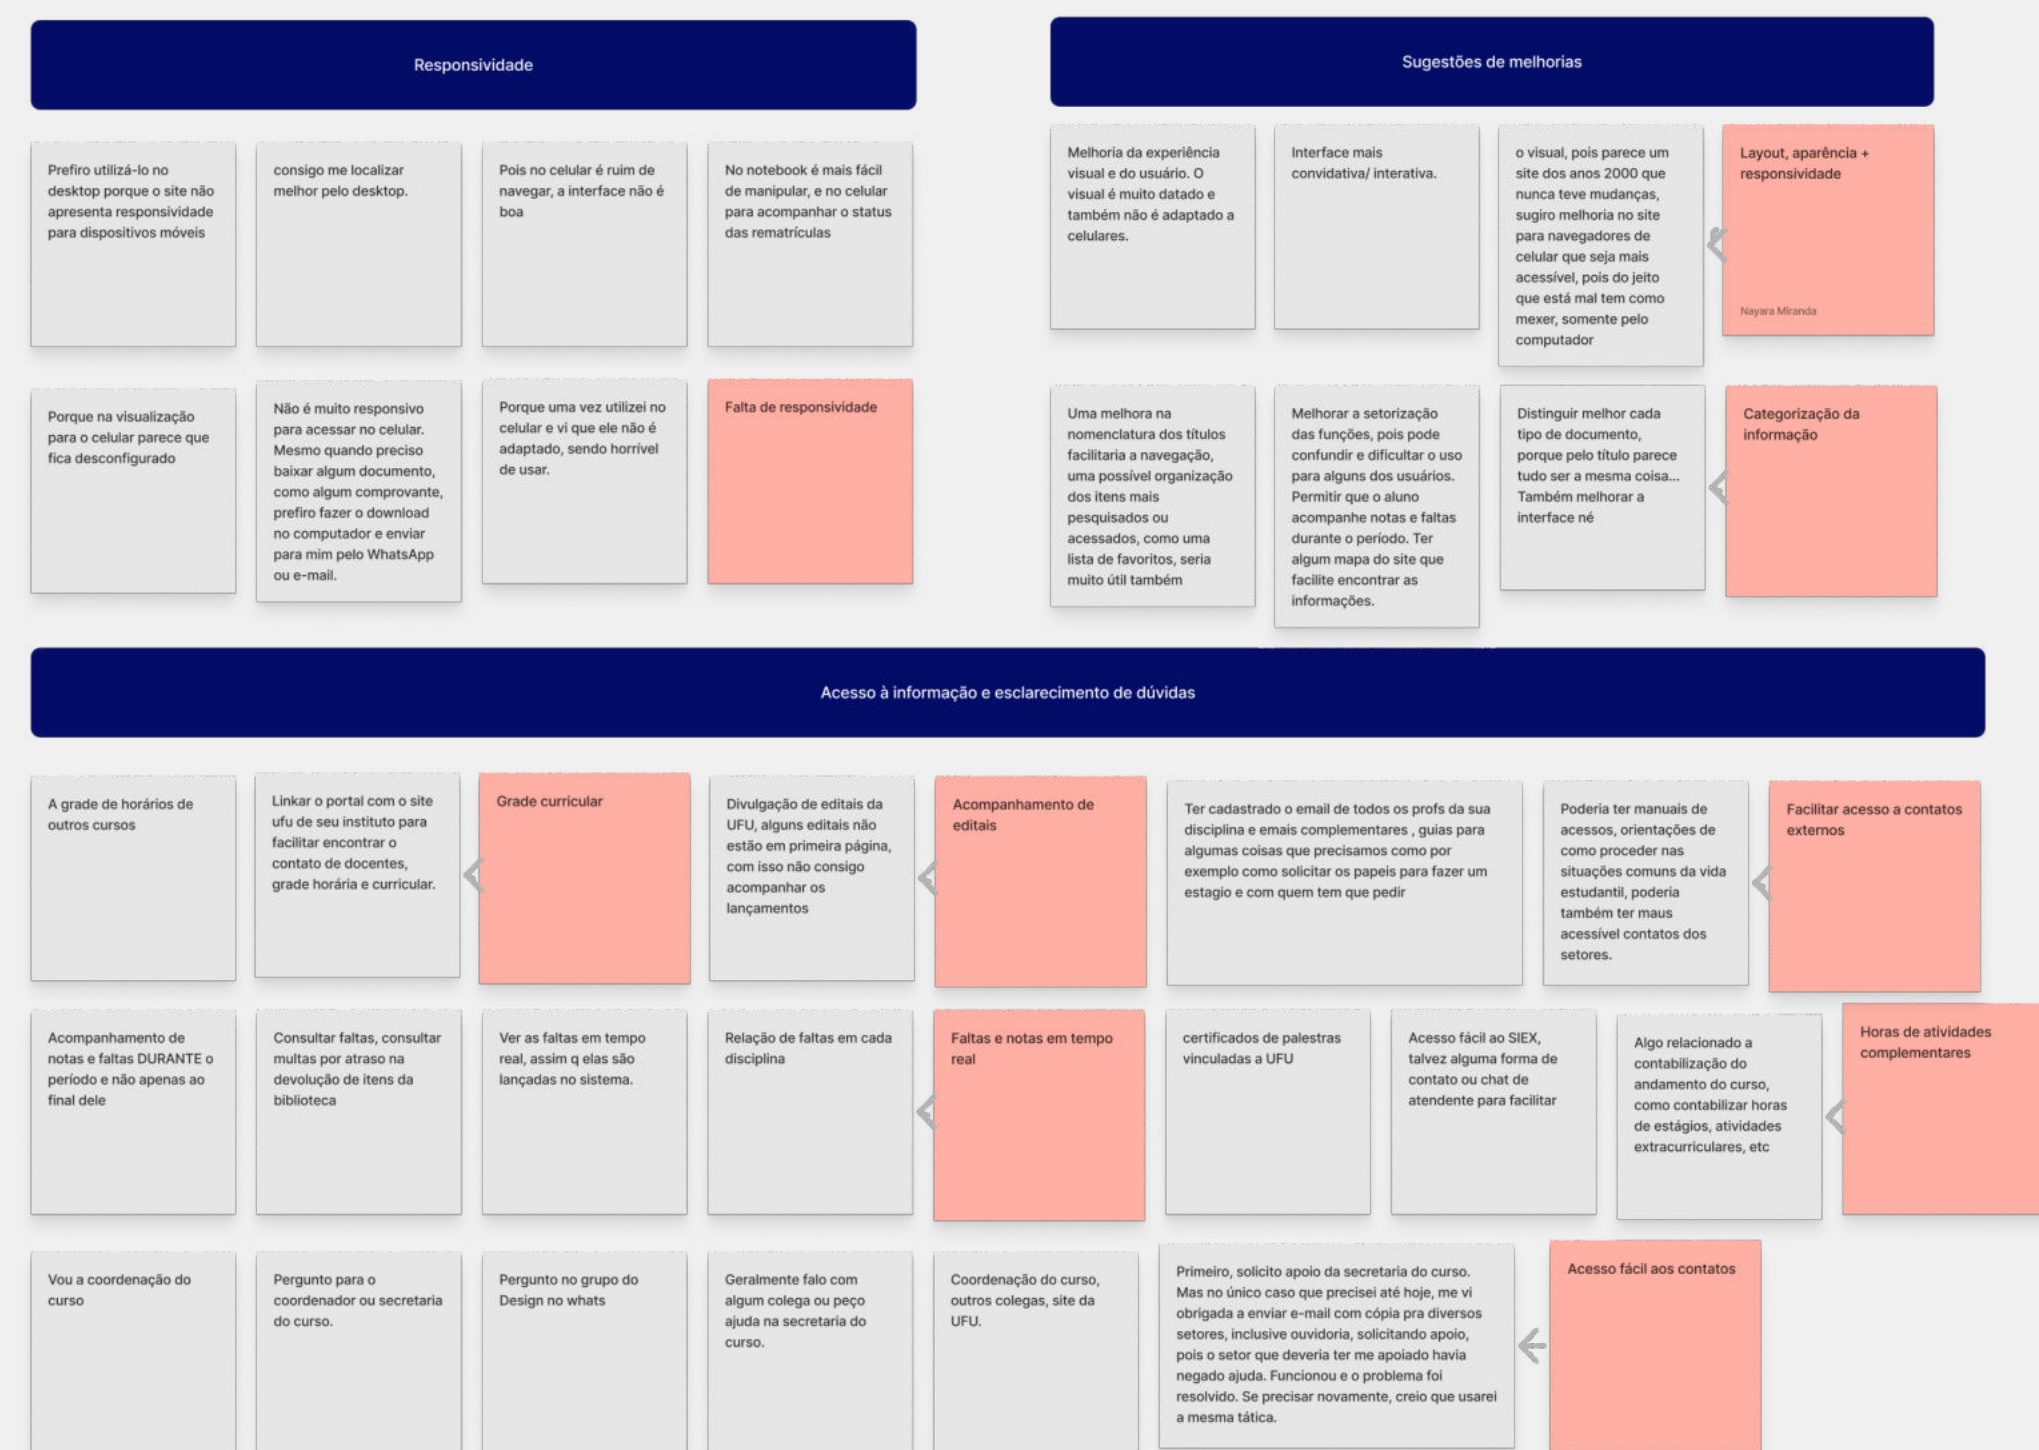 Responsividade
Prefiro utilizá-lo no
desktop porque o site não
apresenta responsividade
para dispositivos móveis
consigo me localizar
melhor pelo desktop.
Pois no celular é ruim de
navegar, a interface não é
boa
No notebook é mais fácil
de manipular, e no celular
para acompanhar o status
das rematrículas
Porque na visualização
para o celular parece que
fica desconfigurado
Não é muito responsivo
para acessar no celular.
Mesmo quando preciso
baixar algum documento,
como algum comprovante,
prefiro fazer o download
no computador e enviar
para mim pelo WhatsApp
ou e-mail.
Porque uma vez utilizei no
celular e vi que ele não é
adaptado, sendo horrível
de usar.
Falta de responsividade
Sugestões de melhorias
Melhoria da experiência
visual e do usuário. O
visual é muito datado e
também não é adaptado a
celulares.
Interface mais
convidativa/ interativa.
o visual, pois parece um
site dos anos 2000 que
nunca teve mudanças,
sugiro melhoria no site
para navegadores de
celular que seja mais
acessível, pois do jeito
que está mal tem como
mexer, somente pelo
computador
Layout, aparência +
responsividade
Nayara Miranda
Uma melhora na
nomenclatura dos títulos
facilitaria a navegação,
uma possível organização
dos itens mais
pesquisados ou
acessados, como uma
lista de favoritos, seria
muito útil também
Melhorar a setorização
das funções, pois pode
confundir e dificultar o uso
para alguns dos usuários.
Permitir que o aluno
acompanhe notas e faltas
durante o período. Ter
algum mapa do site que
facilite encontrar as
informações.
Distinguir melhor cada
tipo de documento,
porque pelo título parece
tudo ser a mesma coisa...
Também melhorar a
interface né
Categorização da
informação
Acesso à informação e esclarecimento de dúvidas
A grade de horários de
outros cursos
Linkar o portal com o site
ufu de seu instituto para
facilitar encontrar o
contato de docentes,
grade horária e curricular.
Grade curricular
Divulgação de editais da
UFU, alguns editais não
estão em primeira página,
com isso não consigo
acompanhar os
lançamentos
Acompanhamento de
editais
Ter cadastrado o email de todos os profs da sua
disciplina e emais complementares , guias para
algumas coisas que precisamos como por
exemplo como solicitar os papeis para fazer um
estagio e com quem tem que pedir
Poderia ter manuais de
acessos, orientações de
como proceder nas
situações comuns da vida
estudantil, poderia
também ter maus
acessível contatos dos
setores.
Facilitar acesso a contatos
externos
Acompanhamento de
notas e faltas DURANTE o
período e não apenas ao
final dele
Consultar faltas, consultar
multas por atraso na
devolução de itens da
biblioteca
Ver as faltas em tempo
real, assim q elas são
lançadas no sistema.
Relação de faltas em cada
disciplina
Faltas e notas em tempo
real
certificados de palestras
vinculadas a UFU
Acesso fácil ao SIEX,
talvez alguma forma de
contato ou chat de
atendente para facilitar
Algo relacionado a
contabilização do
andamento do curso,
como contabilizar horas
de estágios, atividades
extracurriculares, etc
Horas de atividades
complementares
Vou a coordenação do
curso
Pergunto para o
coordenador ou secretaria
do curso.
Pergunto no grupo do
Design no whats
Geralmente falo com
algum colega ou peço
ajuda na secretaria do
curso.
Coordenação do curso,
outros colegas, site da
UFU.
Primeiro, solicito apoio da secretaria do curso.
Mas no único caso que precisei até hoje, me vi
obrigada a enviar e-mail com cópia pra diversos
setores, inclusive ouvidoria, solicitando apoio,
pois o setor que deveria ter me apoiado havia
negado ajuda. Funcionou e o problema foi
resolvido. Se precisar novamente, creio que usarei
a mesma tática.
Acesso fácil aos contatos